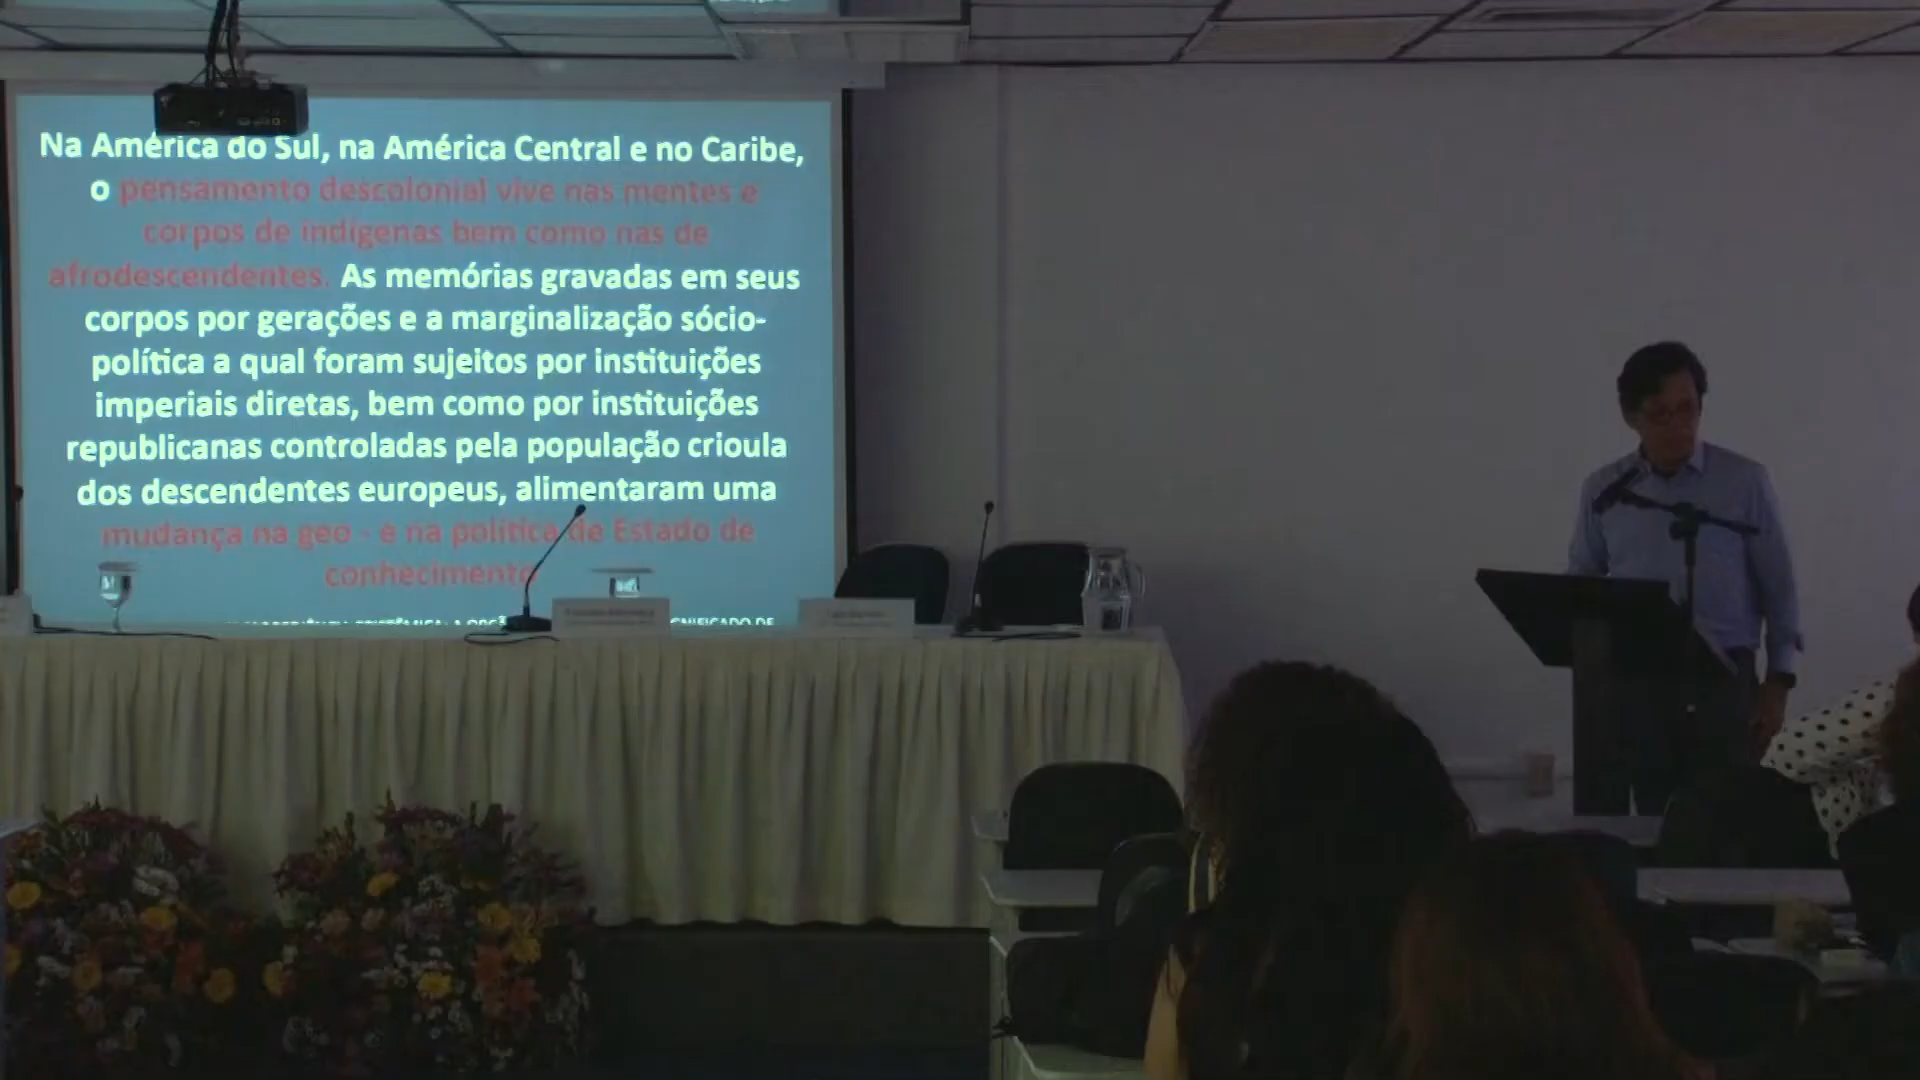 Na América do Sul, na América Central e no Caribe,
o pensamento descolonial vive nas mentes e
corpos de indígenas bem como nas de
afrodescendentes. As memórias gravadas em seus
corpos por gerações e a marginalização sócio-
política a qual foram sujeitos por instituições
imperiais diretas, bem como por instituições
republicanas controladas pela população crioula
dos descendentes europeus, alimentaram uma
mudança na geo - e na política de Estado de
conhecimento